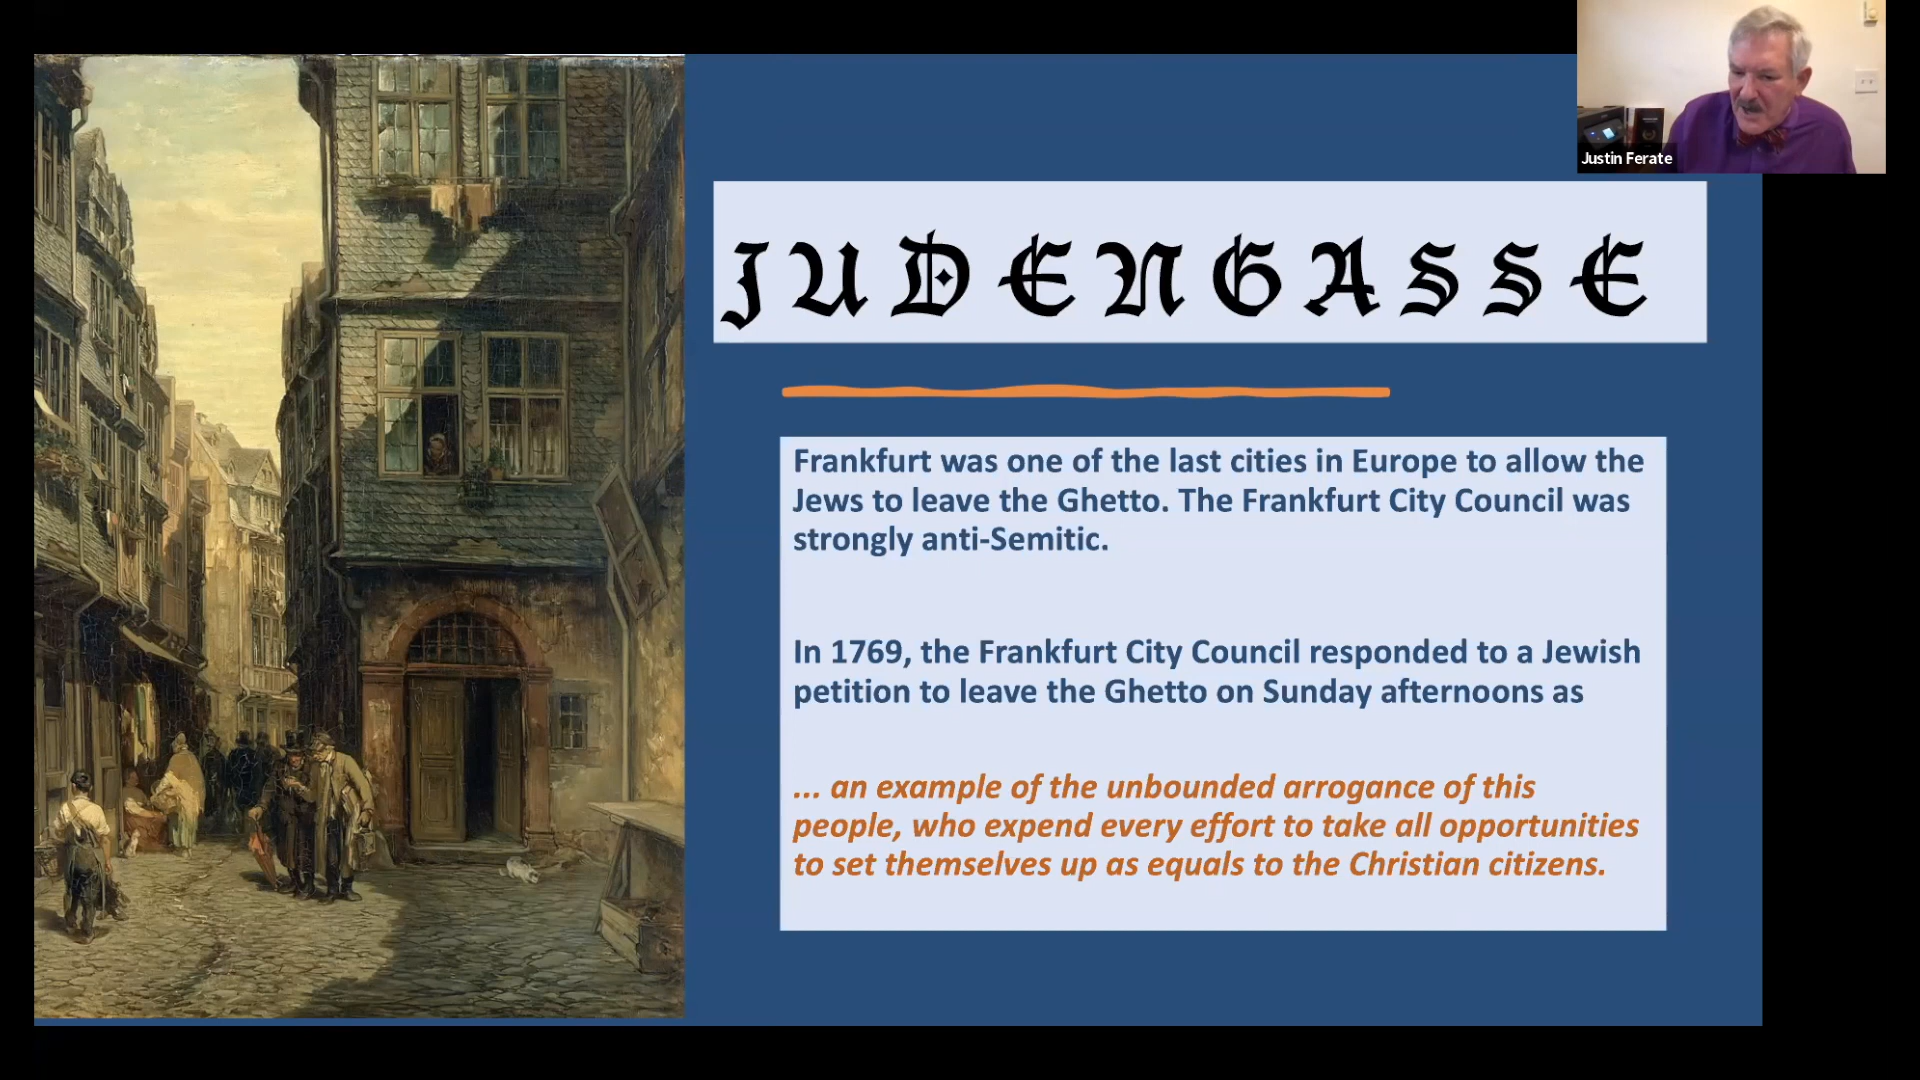 Justin Ferate
JUDENGASSE
Frankfurt was one of the last cities in Europe to allow the
Jews to leave the Ghetto. The Frankfurt City Council was
strongly anti-Semitic.
In 1769, the Frankfurt City Council responded to a Jewish
petition to leave the Ghetto on Sunday afternoons as
... an example of the unbounded arrogance of this
people, who expend every effort to take all opportunities
to set themselves up as equals to the Christian citizens.